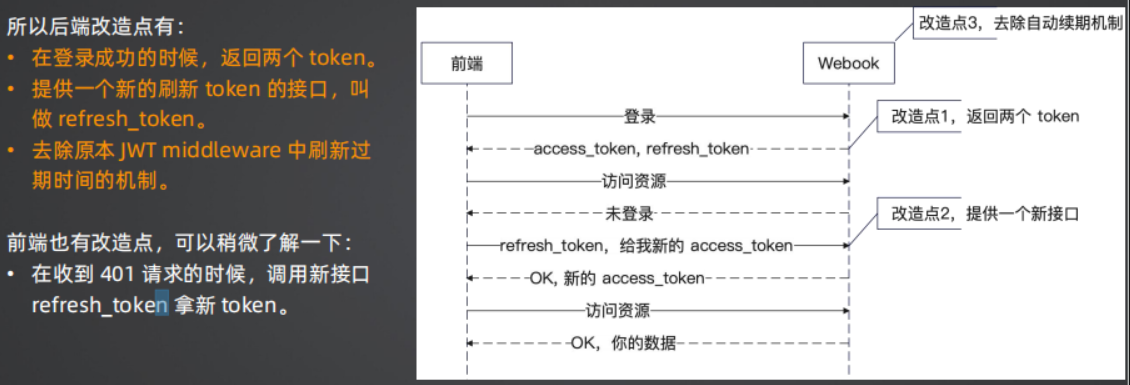 所以后端改造点有：
• 在登录成功的时候，返回两个 token。
• 提供一个新的刷新 token 的接口，叫
做 refresh_token。
• 去除原本 JWT middleware 中刷新过
期时间的机制。
前端也有改造点，可以稍微了解一下：
• 在收到 401 请求的时候，调用新接口
refresh_token 拿新 token。
改造点3，去除自动续期机制
前端
Webook
登录
改造点1，返回两个 token
access_token, refresh_token
访问资源
未登录
改造点2，提供一个新接口
refresh_token，给我新的 access_token
OK, 新的 access_token
访问资源
OK，你的数据